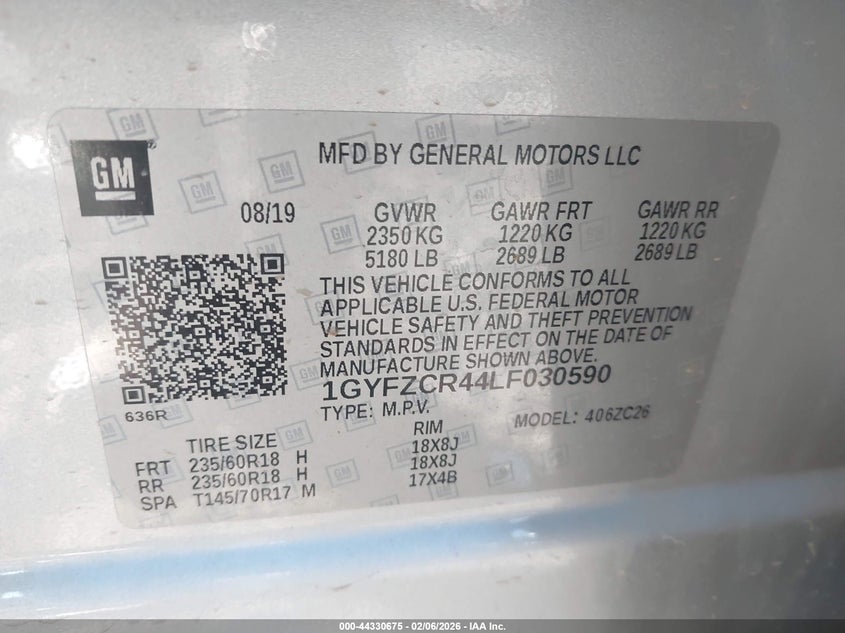 GM
MFD BY GENERAL MOTORS LLC
08/19 GVWR GAWR FRT GAWR RR
2350 KG 1220 KG 1220 KG
5180 LB 2689 LB 2689 LB
THIS VEHICLE CONFORMS TO ALL
APPLICABLE U.S. FEDERAL MOTOR
VEHICLE SAFETY AND THEFT PREVENTION
STANDARDS IN EFFECT ON THE DATE OF
MANUFACTURE SHOWN ABOVE.
1GYFZCR44LF030590
636R
TYPE: M.P.V. MODEL: 406ZC26
TIRE SIZE RIM
FRT 235/60R18 H 18X8J
RR 235/60R18 H 18X8J
SPA T145/70R17 M 17X4B
000-44330675 - 02/06/2026 - IAA Inc.